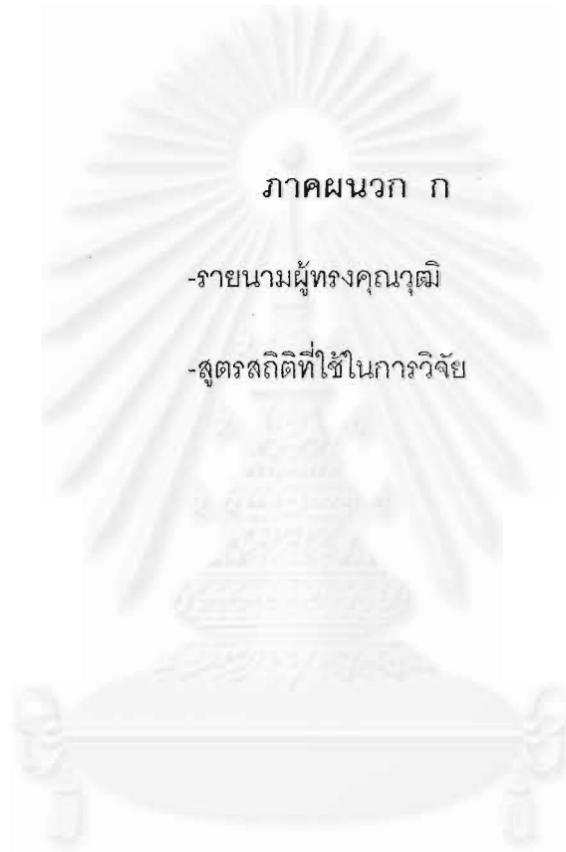 ภาคผนวก ก
-รายนามผู้ทรงคุณวุฒิ
-สูตรสถิติที่ใช้ในการวิจัย